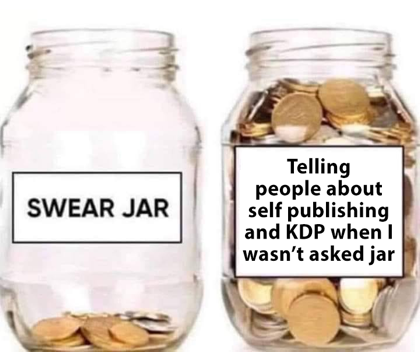 SWEAR JAR
Telling
people about
self publishing
and KDP when I
wasn't asked jar